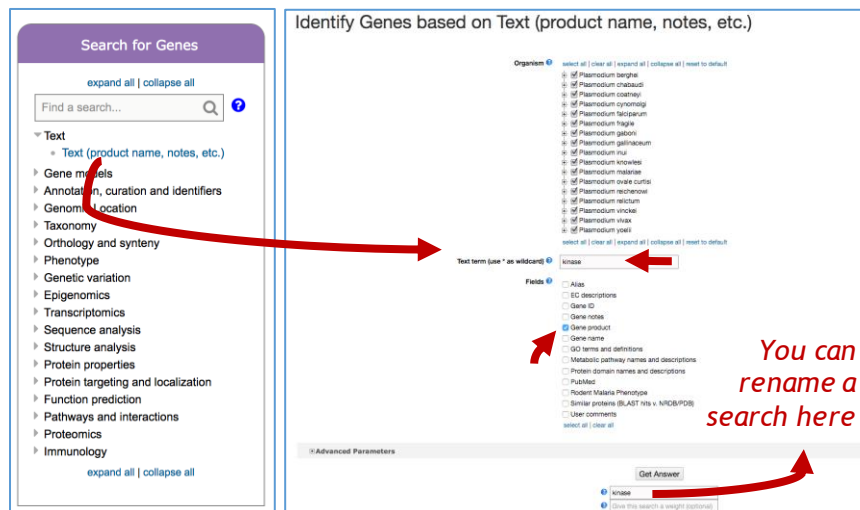 Search for Genes
expand all | collapse all
Find a search...
Text
Text (product name, notes, etc.)
Gene models
Annotation, curation and identifiers
Genomic Location
Taxonomy
Orthology and synteny
Phenotype
Genetic variation
Epigenomics
Transcriptomics
Sequence analysis
Structure analysis
Protein properties
Protein targeting and localization
Function prediction
Pathways and interactions
Proteomics
Immunology
expand all | collapse all
Identify Genes based on Text (product name, notes, etc.)
Organism
select all | clear all | expand all | collapse all | reset to default
Plasmodium berghei
Plasmodium chabaudi
Plasmodium coatneyi
Plasmodium cynomolgi
Plasmodium falciparum
Plasmodium fragile
Plasmodium gaboni
Plasmodium gallinaceum
Plasmodium inui
Plasmodium knowlesi
Plasmodium malariae
Plasmodium ovale curtisi
Plasmodium reichenowi
Plasmodium relictum
Plasmodium vinckei
Plasmodium vivax
Plasmodium yoelii
select all | clear all | expand all | collapse all | reset to default
Text term (use * as wildcard)
kinase
Fields
Alias
EC descriptions
Gene ID
Gene notes
Gene product
Gene name
GO terms and definitions
Metabolic pathway names and descriptions
Protein domain names and descriptions
PubMed
Rodent Malaria Phenotype
Similar proteins (BLAST hits v. NRDB/PDB)
User comments
select all | clear all
You can
rename a
search here
Advanced Parameters
Get Answer
kinase
Give this search a weight (optional)